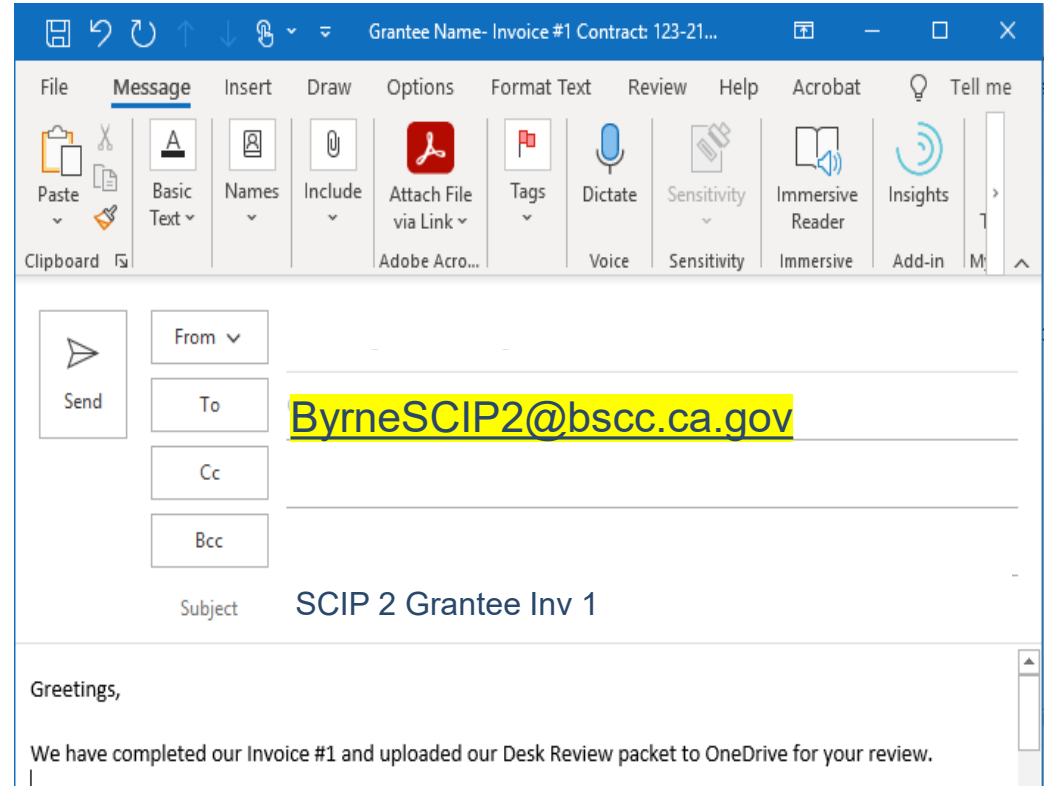 Grantee Name- Invoice #1 Contract: 123-21...
File Message Insert Draw Options Format Text Review Help Acrobat Tell me
Paste Basic Text Names Include Attach File via Link Tags Dictate Sensitivity Immersive Reader Insights
Clipboard Adobe Acro... Voice Sensitivity Immersive Add-in
Send
From
To ByrneSCIP2@bscc.ca.gov
Cc
Bcc
Subject SCIP 2 Grantee Inv 1
Greetings,
We have completed our Invoice #1 and uploaded our Desk Review packet to OneDrive for your review.